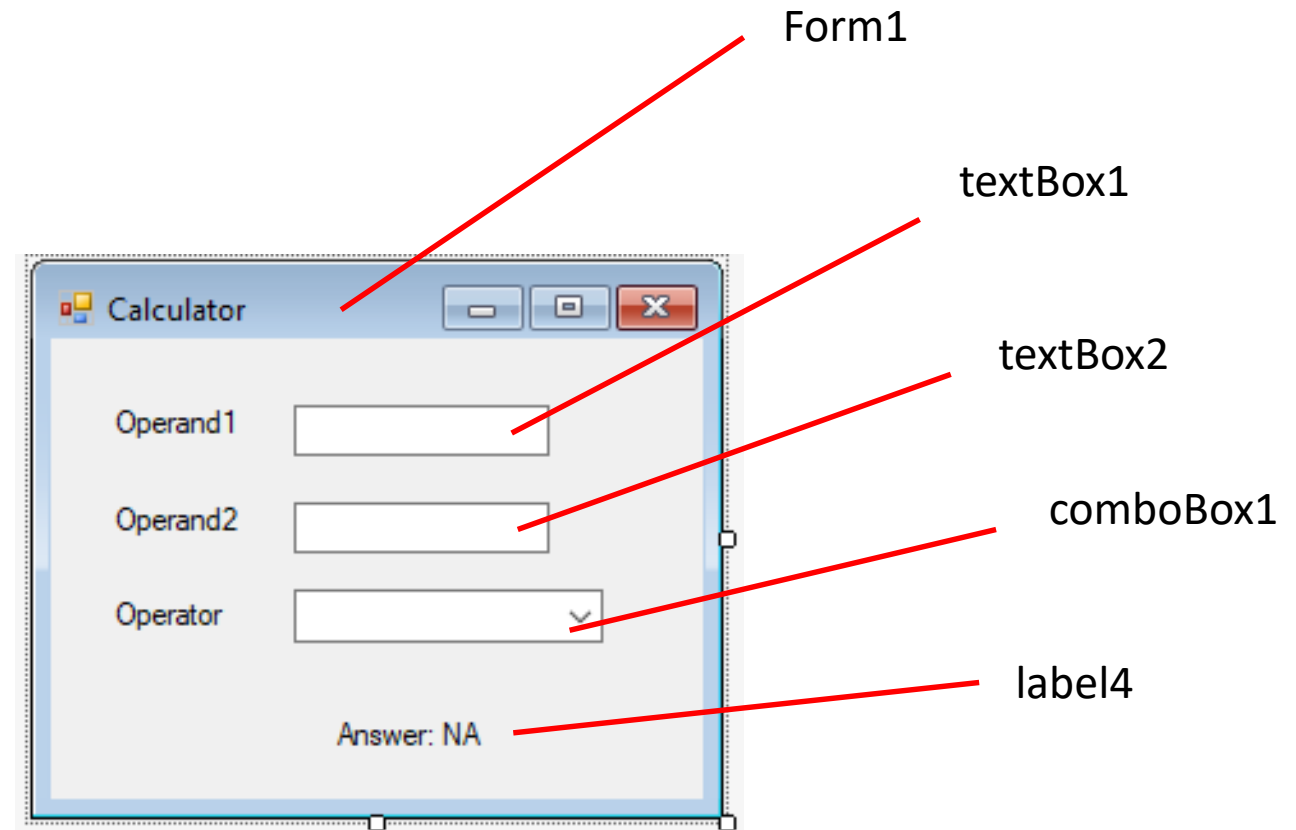 Form1
textBox1
Calculator
textBox2
Operand1
Operand2
comboBox1
Operator
label4
Answer: NA